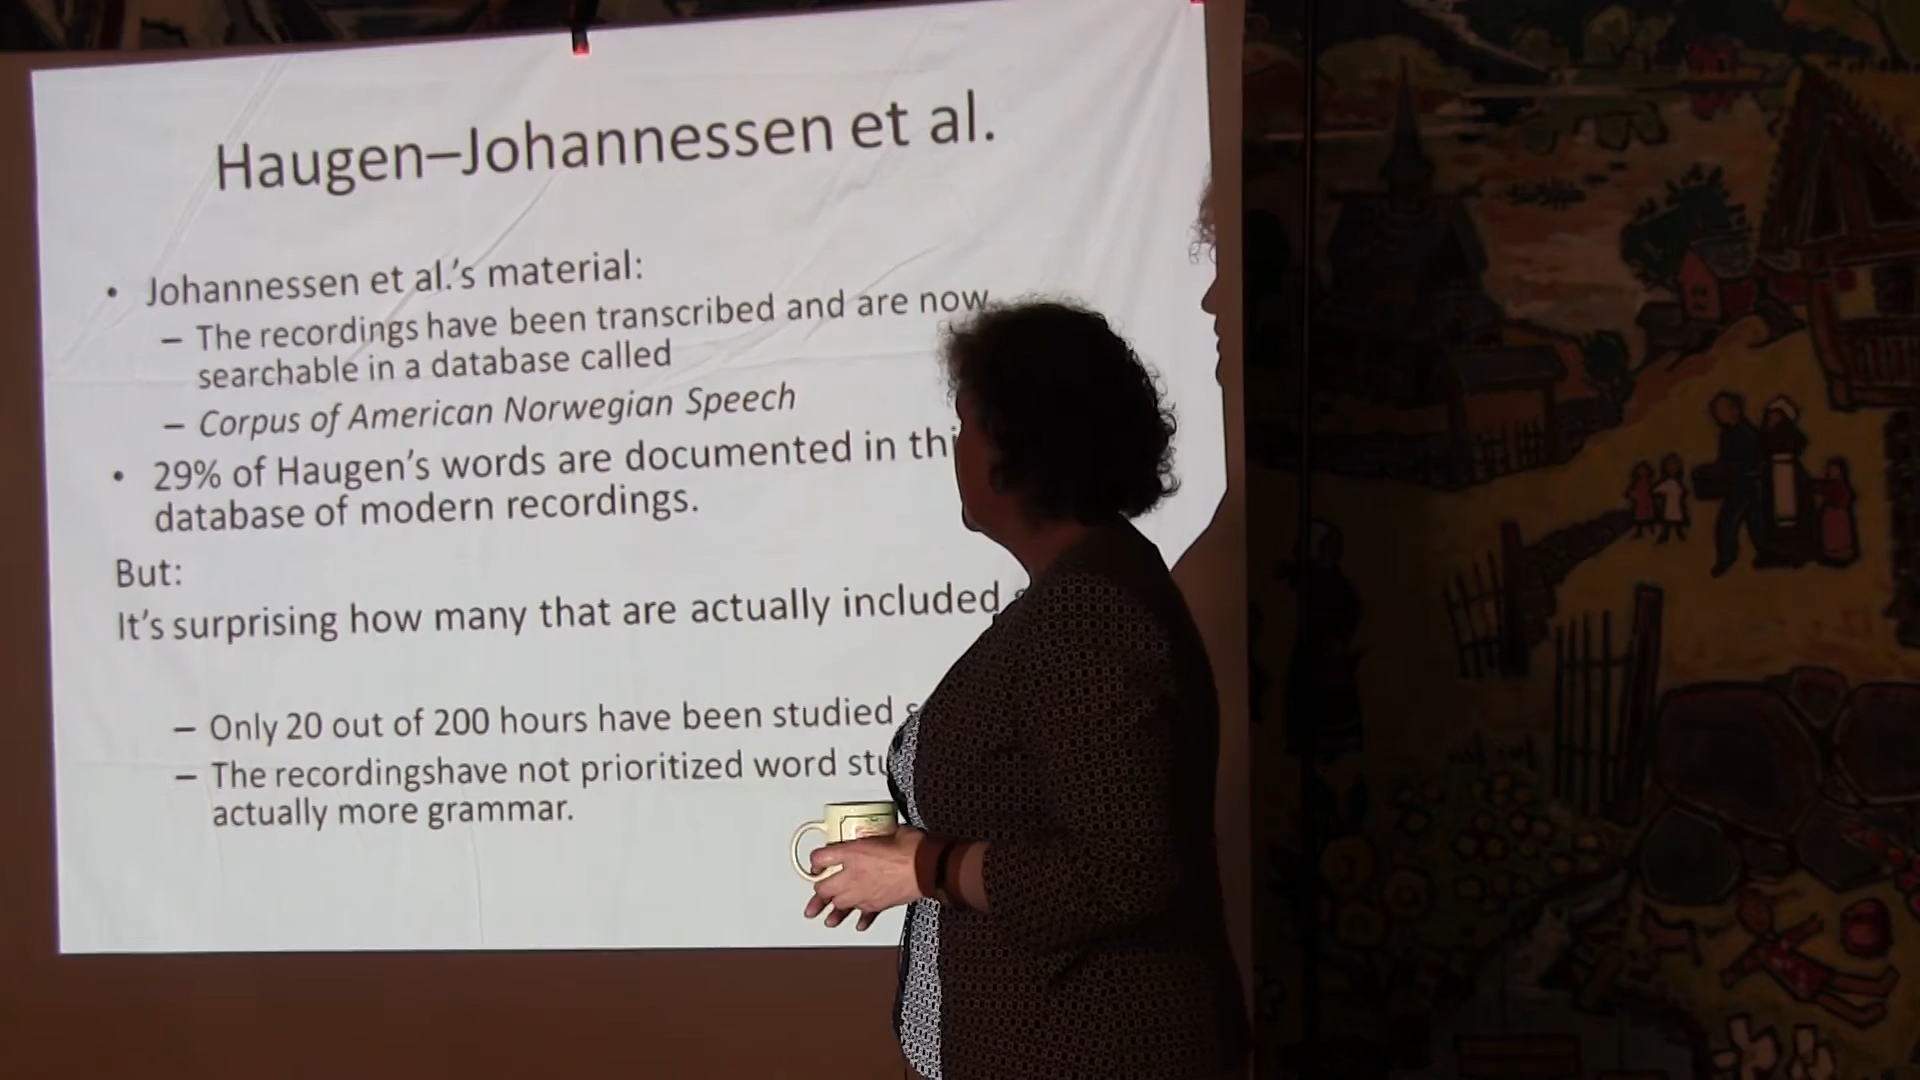 Haugen–Johannessen et al.
• Johannessen et al.'s material:
– The recordings have been transcribed and are now
searchable in a database called
– Corpus of American Norwegian Speech
• 29% of Haugen's words are documented in
database of modern recordings.
But:
It's surprising how many that are actually included
– Only 20 out of 200 hours have been studied
– The recordingshave not prioritized word
actually more grammar.